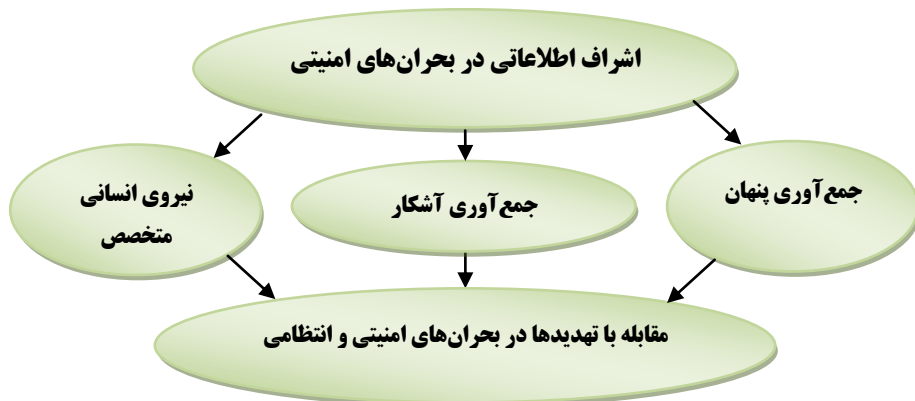 اشراف اطلاعاتی در بحران‌های امنیتی
جمع‌آوری پنهان
جمع‌آوری آشکار
نیروی انسانی
متخصص
مقابله با تهدیدها در بحران‌های امنیتی و انتظامی